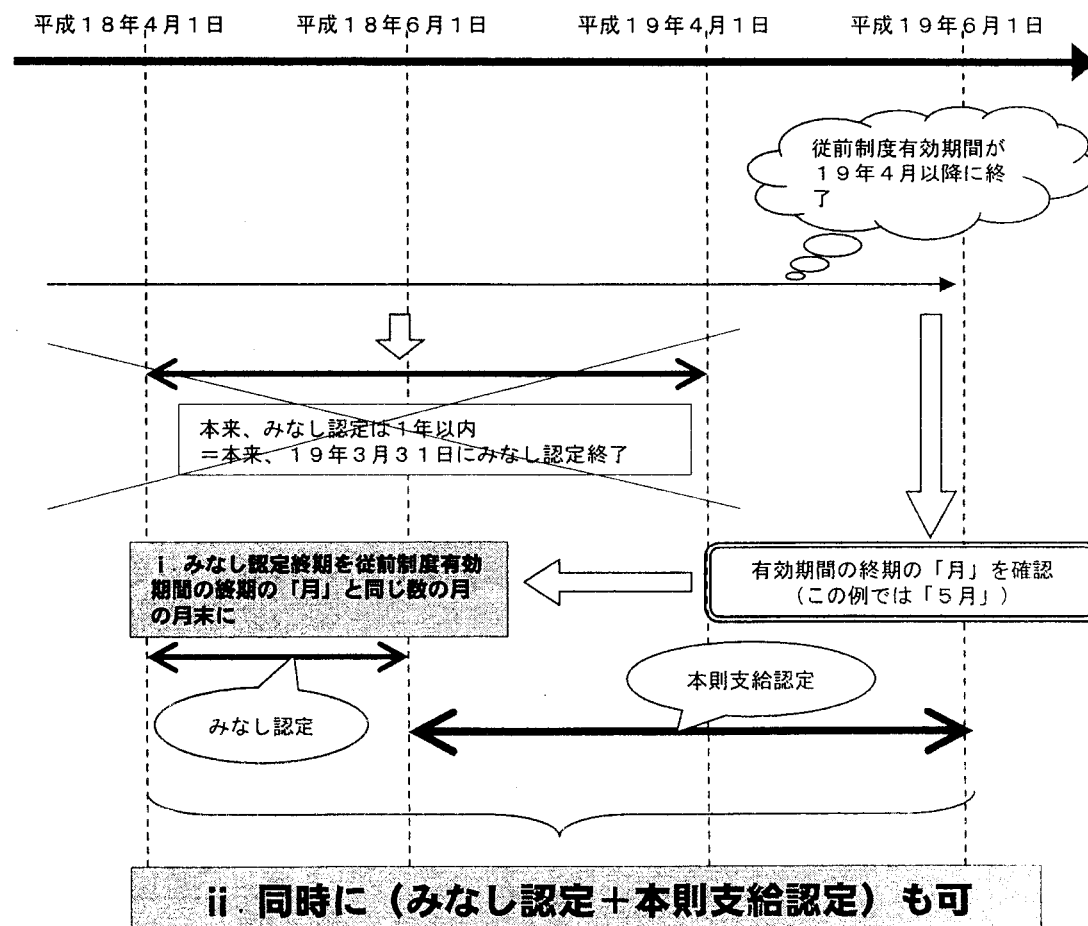 平成１８年４月１日 平成１８年６月１日 平成１９年４月１日 平成１９年６月１日
従前制度有効期間が
１９年４月以降に終
了
本来、みなし認定は１年以内
＝本来、１９年３月３１日にみなし認定終了
ⅰ．みなし認定終期を従前制度有効
期間の終期の「月」と同じ数の月
の月末に
有効期間の終期の「月」を確認
（この例では「５月」）
本則支給認定
みなし認定
ⅱ．同時に（みなし認定＋本則支給認定）も可